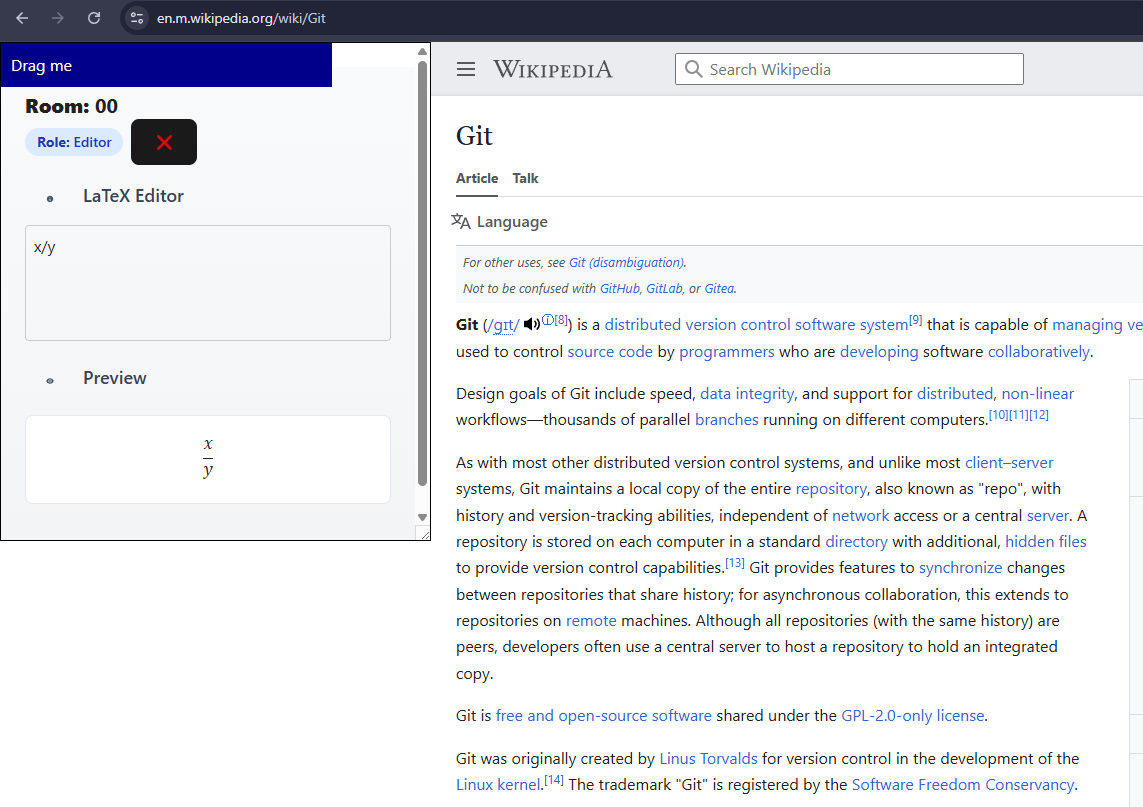 en.m.wikipedia.org/wiki/Git
Drag me
Room: 00
Role: Editor
LaTeX Editor
x/y
Preview
x
y
WIKIPEDIA
Search Wikipedia
Git
Article Talk
Language
For other uses, see Git (disambiguation).
Not to be confused with GitHub, GitLab, or Gitea.
Git (/ɡɪt/ ⓘ[8]) is a distributed version control software system[9] that is capable of managing ve
used to control source code by programmers who are developing software collaboratively.
Design goals of Git include speed, data integrity, and support for distributed, non-linear
workflows—thousands of parallel branches running on different computers.[10][11][12]
As with most other distributed version control systems, and unlike most client–server
systems, Git maintains a local copy of the entire repository, also known as "repo", with
history and version-tracking abilities, independent of network access or a central server. A
repository is stored on each computer in a standard directory with additional, hidden files
to provide version control capabilities.[13] Git provides features to synchronize changes
between repositories that share history; for asynchronous collaboration, this extends to
repositories on remote machines. Although all repositories (with the same history) are
peers, developers often use a central server to host a repository to hold an integrated
copy.
Git is free and open-source software shared under the GPL-2.0-only license.
Git was originally created by Linus Torvalds for version control in the development of the
Linux kernel.[14] The trademark "Git" is registered by the Software Freedom Conservancy.